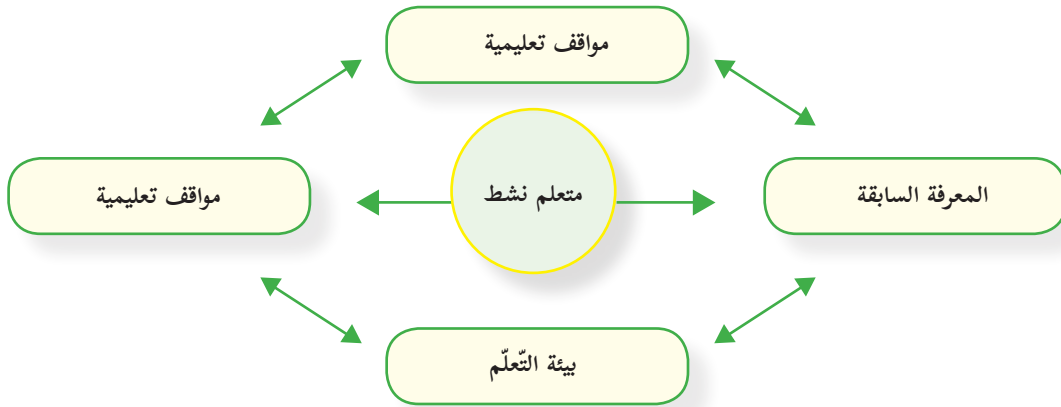 مواقف تعليمية
المعرفة السابقة
متعلم نشط
مواقف تعليمية
بيئة التّعلّم